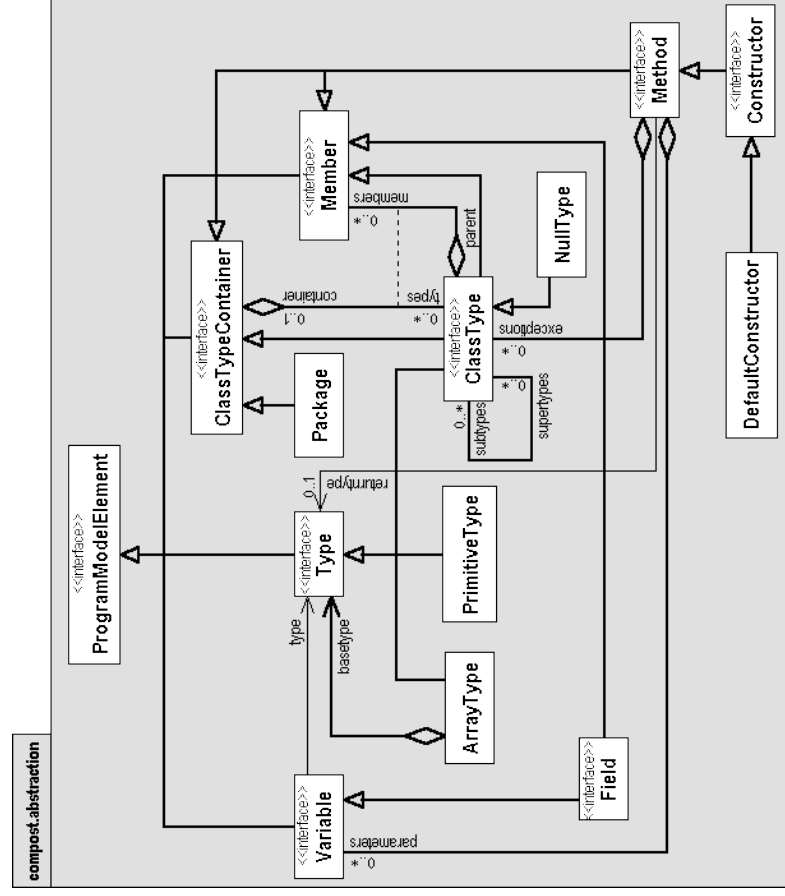 compost.abstraction
<<interface>>
ProgramModelElement
<<interface>>
Variable
type
<<interface>>
Type
0..1
returntype
basetype
ArrayType
PrimitiveType
parameters
0..*
<<interface>>
Field
<<interface>>
ClassTypeContainer
Package
0..1
container
<<interface>>
Member
0..*
members
0..*
types
parent
<<interface>>
ClassType
0..*
subtypes
0..*
supertypes
0..*
exceptions
NullType
<<interface>>
Method
<<interface>>
Constructor
DefaultConstructor